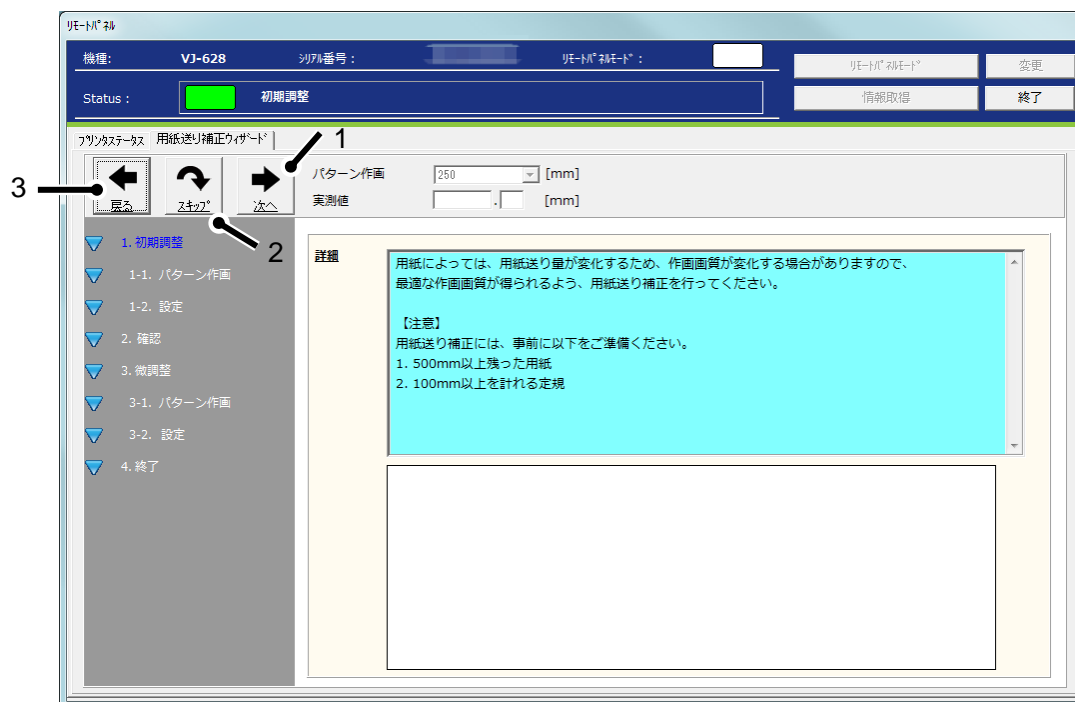 ﾘﾓｰﾄﾊﾟﾈﾙ
機種: VJ-628 ｼﾘｱﾙ番号： ﾘﾓｰﾄﾊﾟﾈﾙﾓｰﾄﾞ： ﾘﾓｰﾄﾊﾟﾈﾙﾓｰﾄﾞ 変更
Status : 初期調整 情報取得 終了
ﾌﾟﾘﾝﾀｽﾃｰﾀｽ 用紙送り補正ｳｨｻﾞｰﾄﾞ 1
3 戻る ｽｷｯﾌﾟ 次へ 2
パターン作画 250 [mm]
実測値 . [mm]
1. 初期調整
1-1. パターン作画
1-2. 設定
2. 確認
3. 微調整
3-1. パターン作画
3-2. 設定
4. 終了
詳細
用紙によっては、用紙送り量が変化するため、作画画質が変化する場合がありますので、
最適な作画画質が得られるよう、用紙送り補正を行ってください。
【注意】
用紙送り補正には、事前に以下をご準備ください。
1. 500mm以上残った用紙
2. 100mm以上を計れる定規